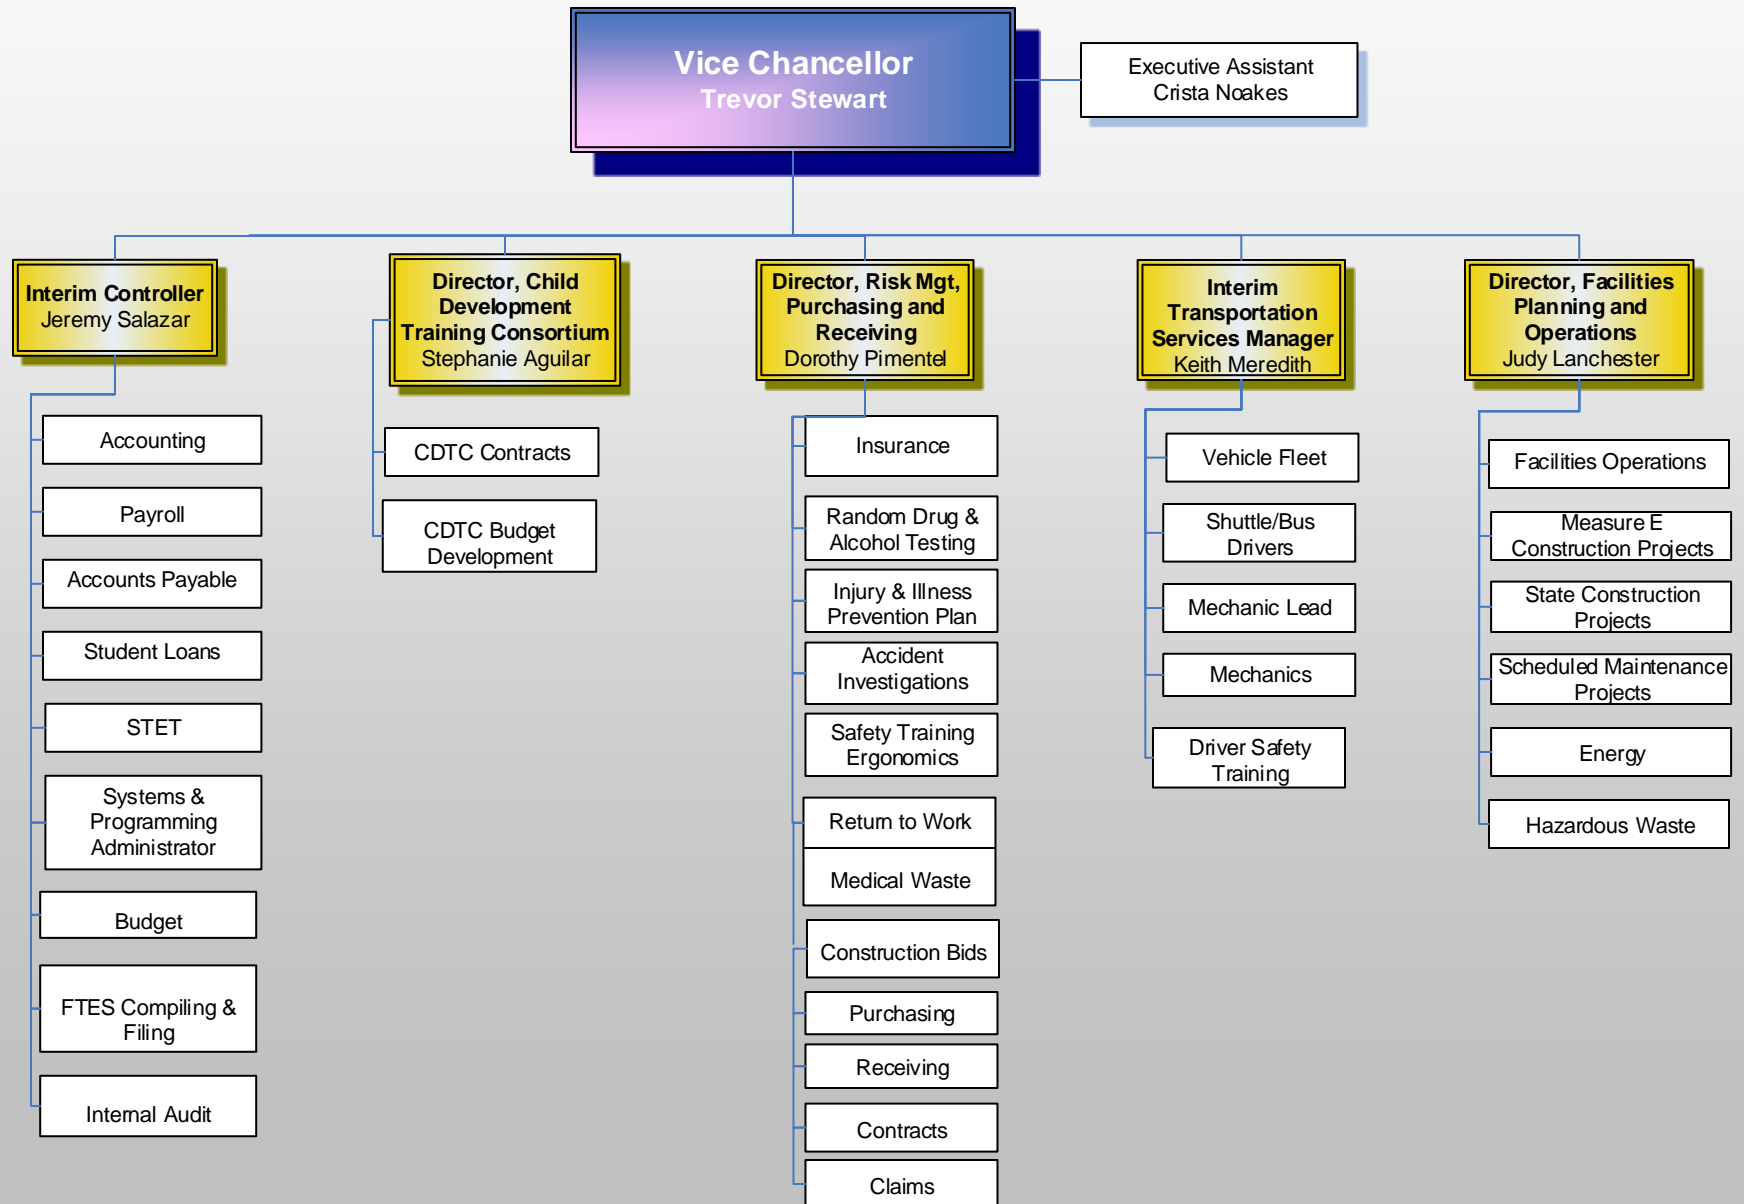 Vice Chancellor
Trevor Stewart
Executive Assistant
Crista Noakes
Interim Controller
Jeremy Salazar
Accounting
Payroll
Accounts Payable
Student Loans
STET
Systems &
Programming
Administrator
Budget
FTES Compiling &
Filing
Internal Audit
Director, Child
Development
Training Consortium
Stephanie Aguilar
CDTC Contracts
CDTC Budget
Development
Director, Risk Mgt,
Purchasing and
Receiving
Dorothy Pimentel
Insurance
Random Drug &
Alcohol Testing
Injury & Illness
Prevention Plan
Accident
Investigations
Safety Training
Ergonomics
Return to Work
Medical Waste
Construction Bids
Purchasing
Receiving
Contracts
Claims
Interim
Transportation
Services Manager
Keith Meredith
Vehicle Fleet
Shuttle/Bus
Drivers
Mechanic Lead
Mechanics
Driver Safety
Training
Director, Facilities
Planning and
Operations
Judy Lanchester
Facilities Operations
Measure E
Construction Projects
State Construction
Projects
Scheduled Maintenance
Projects
Energy
Hazardous Waste